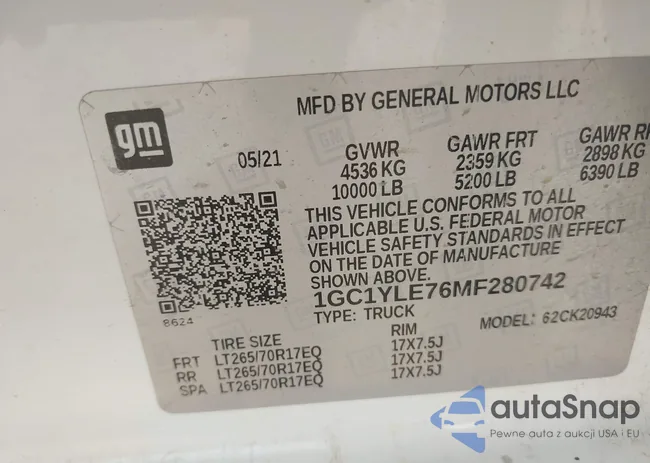 gm
MFD BY GENERAL MOTORS LLC
05/21 GVWR GAWR FRT GAWR RR
4536 KG 2359 KG 2898 KG
10000 LB 5200 LB 6390 LB
THIS VEHICLE CONFORMS TO ALL
APPLICABLE U.S. FEDERAL MOTOR
VEHICLE SAFETY STANDARDS IN EFFECT
ON THE DATE OF MANUFACTURE
SHOWN ABOVE.
1GC1YLE76MF280742
8624
TYPE: TRUCK MODEL: 62CK20943
TIRE SIZE RIM
FRT LT265/70R17EQ 17X7.5J
RR LT265/70R17EQ 17X7.5J
SPA LT265/70R17EQ 17X7.5J
autaSnap
Pewne auta z aukcji USA i EU